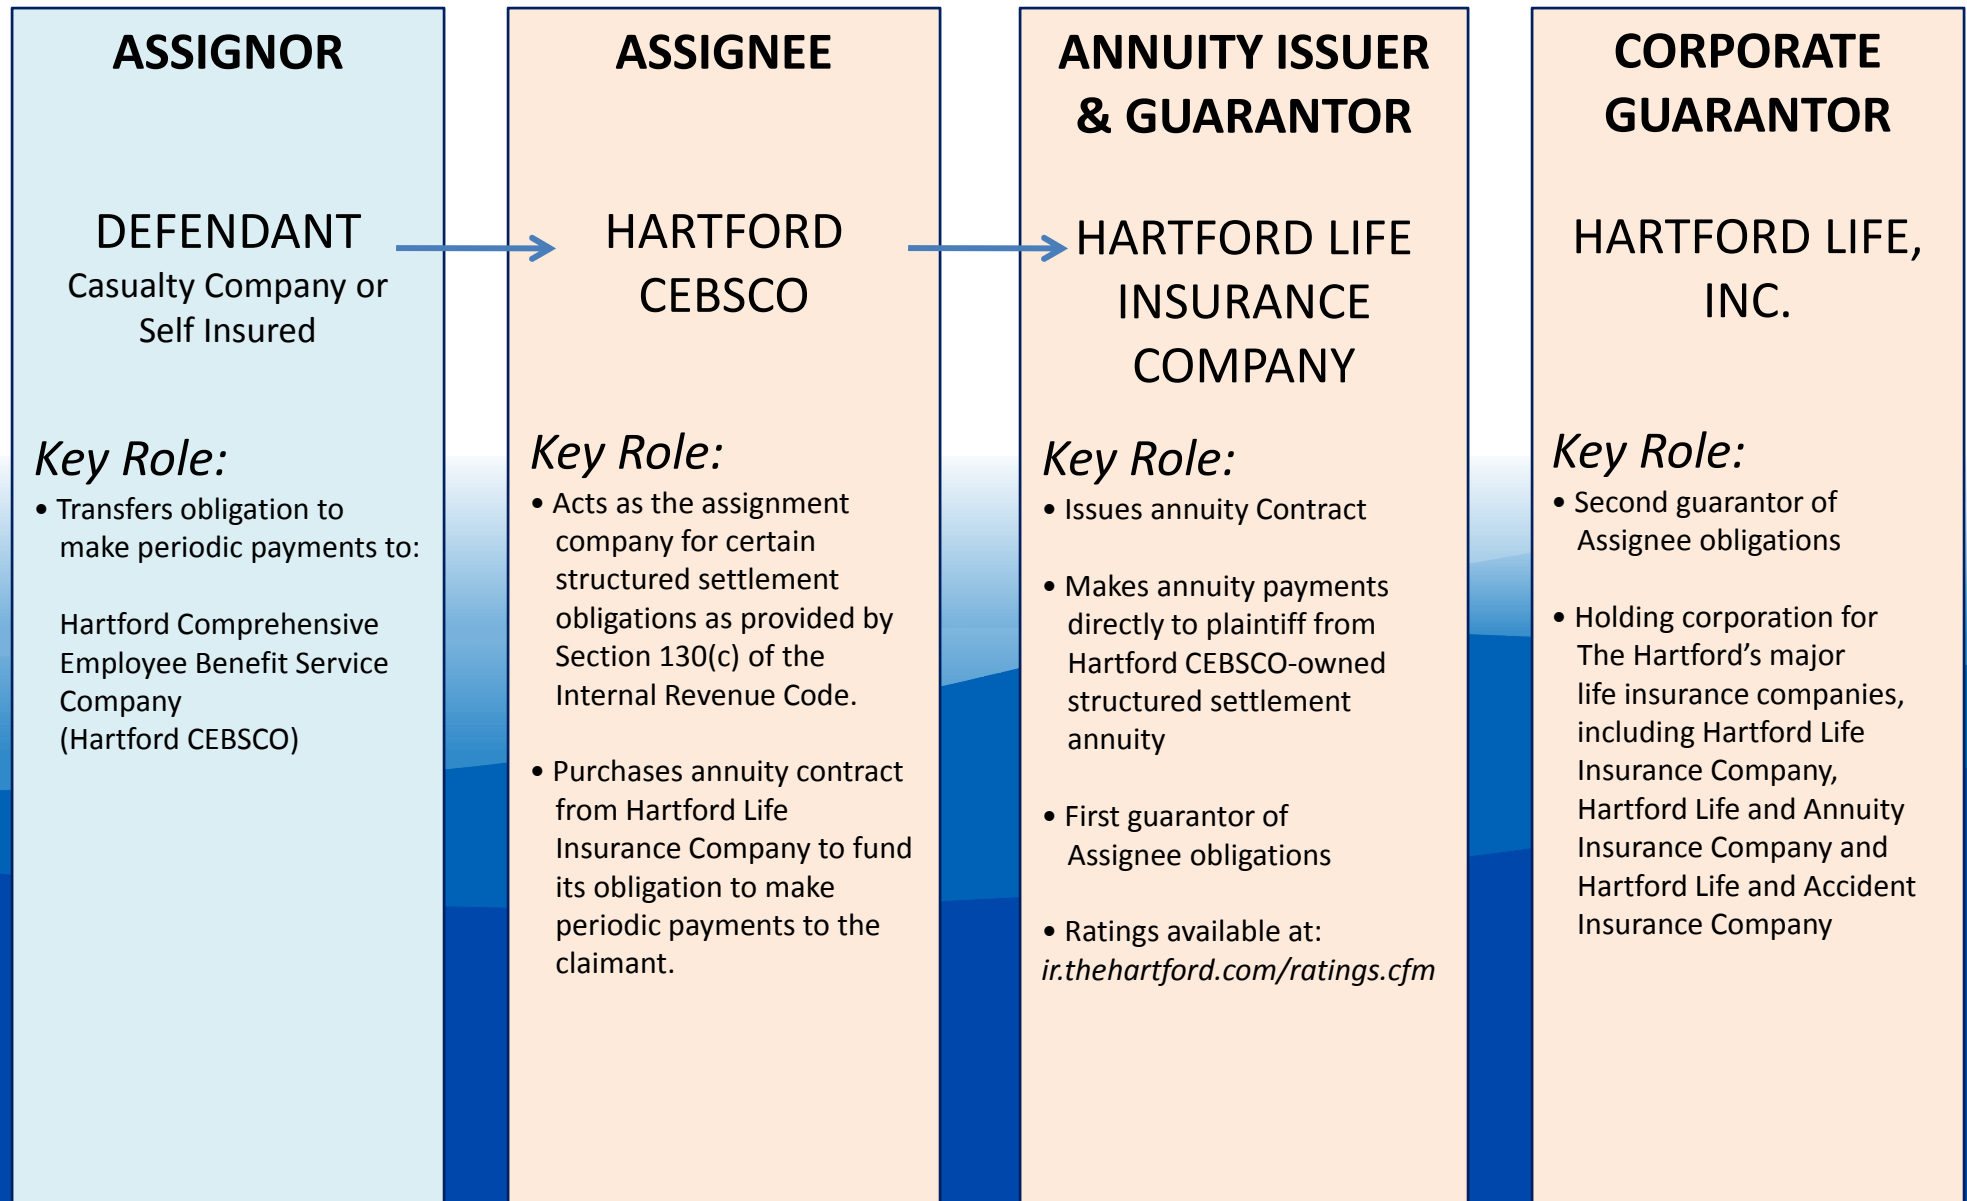 ASSIGNOR
DEFENDANT
Casualty Company or
Self Insured
Key Role:
• Transfers obligation to
make periodic payments to:
Hartford Comprehensive
Employee Benefit Service
Company
(Hartford CEBSCO)
ASSIGNEE
HARTFORD
CEBSCO
Key Role:
• Acts as the assignment
company for certain
structured settlement
obligations as provided by
Section 130(c) of the
Internal Revenue Code.
• Purchases annuity contract
from Hartford Life
Insurance Company to fund
its obligation to make
periodic payments to the
claimant.
ANNUITY ISSUER
& GUARANTOR
HARTFORD LIFE
INSURANCE
COMPANY
Key Role:
• Issues annuity Contract
• Makes annuity payments
directly to plaintiff from
Hartford CEBSCO-owned
structured settlement
annuity
• First guarantor of
Assignee obligations
• Ratings available at:
ir.thehartford.com/ratings.cfm
CORPORATE
GUARANTOR
HARTFORD LIFE,
INC.
Key Role:
• Second guarantor of
Assignee obligations
• Holding corporation for
The Hartford’s major
life insurance companies,
including Hartford Life
Insurance Company,
Hartford Life and Annuity
Insurance Company and
Hartford Life and Accident
Insurance Company